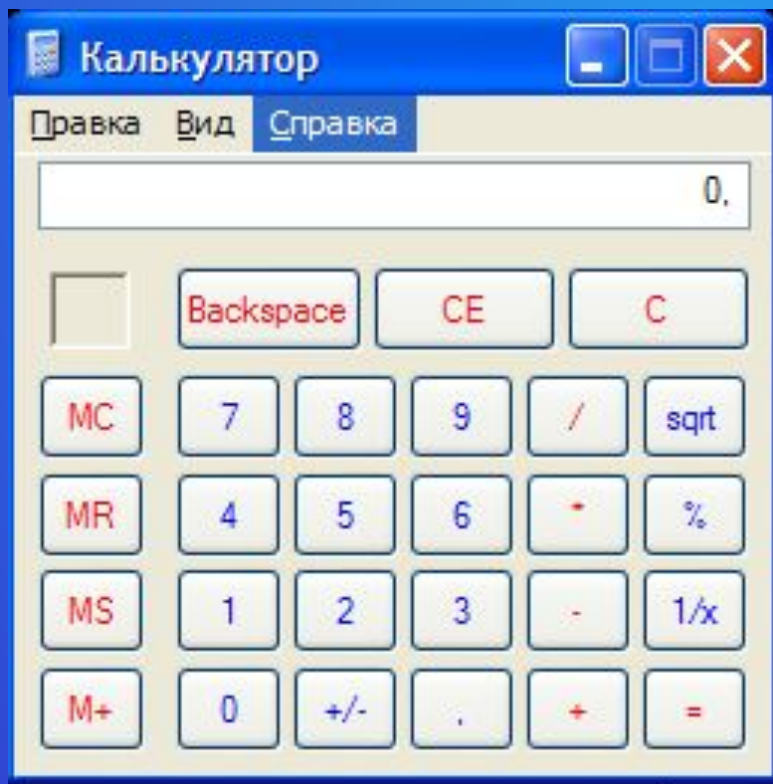 Калькулятор
Правка Вид Справка
0,
Backspace CE C
MC 7 8 9 / sqrt
MR 4 5 6 * %
MS 1 2 3 - 1/x
M+ 0 +/- , + =